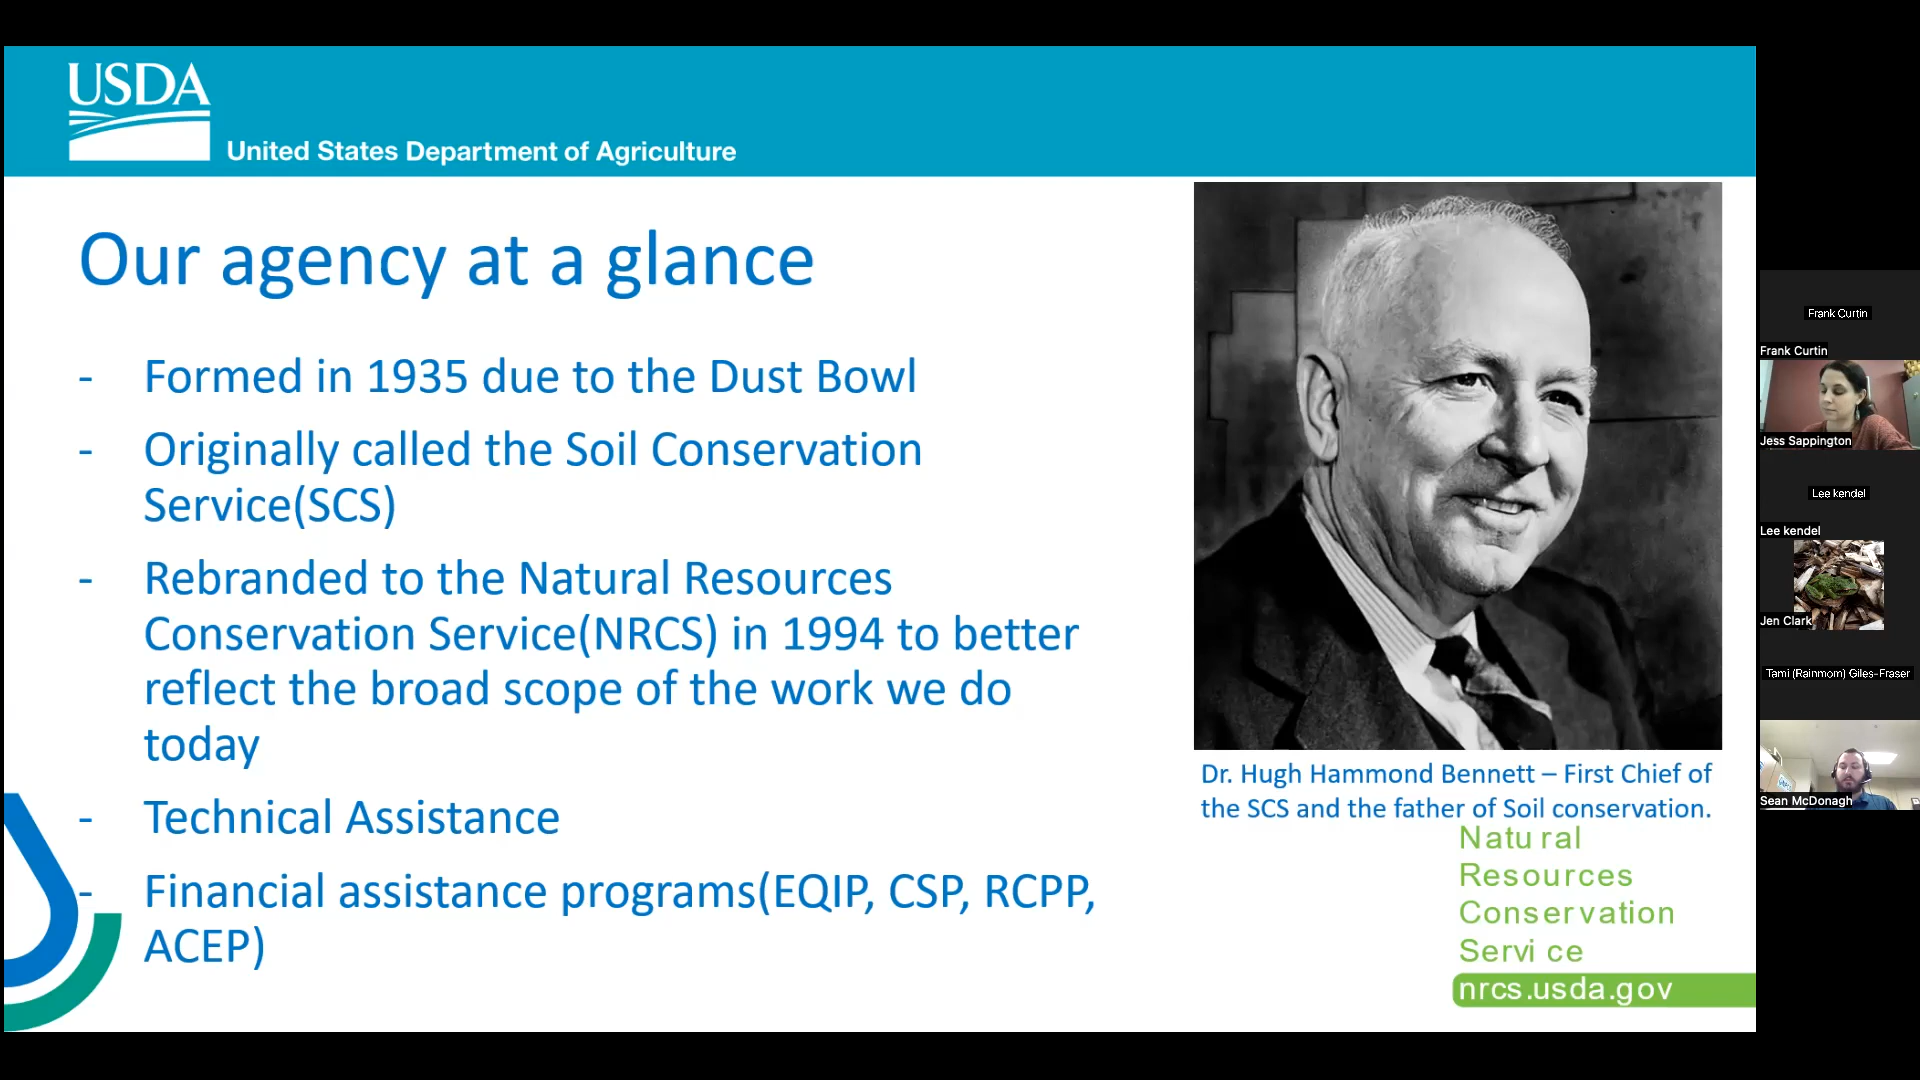 USDA
United States Department of Agriculture
Our agency at a glance
- Formed in 1935 due to the Dust Bowl
- Originally called the Soil Conservation
Service(SCS)
- Rebranded to the Natural Resources
Conservation Service(NRCS) in 1994 to better
reflect the broad scope of the work we do
today
- Technical Assistance
- Financial assistance programs(EQIP, CSP, RCPP,
ACEP)
Dr. Hugh Hammond Bennett – First Chief of
the SCS and the father of Soil conservation.
Natural
Resources
Conservation
Service
nrcs.usda.gov
Frank Curtin
Frank Curtin
Jess Sappington
Lee kendel
Lee kendel
Jen Clark
Tami (Rainmom) Giles-Fraser
Sean McDonagh